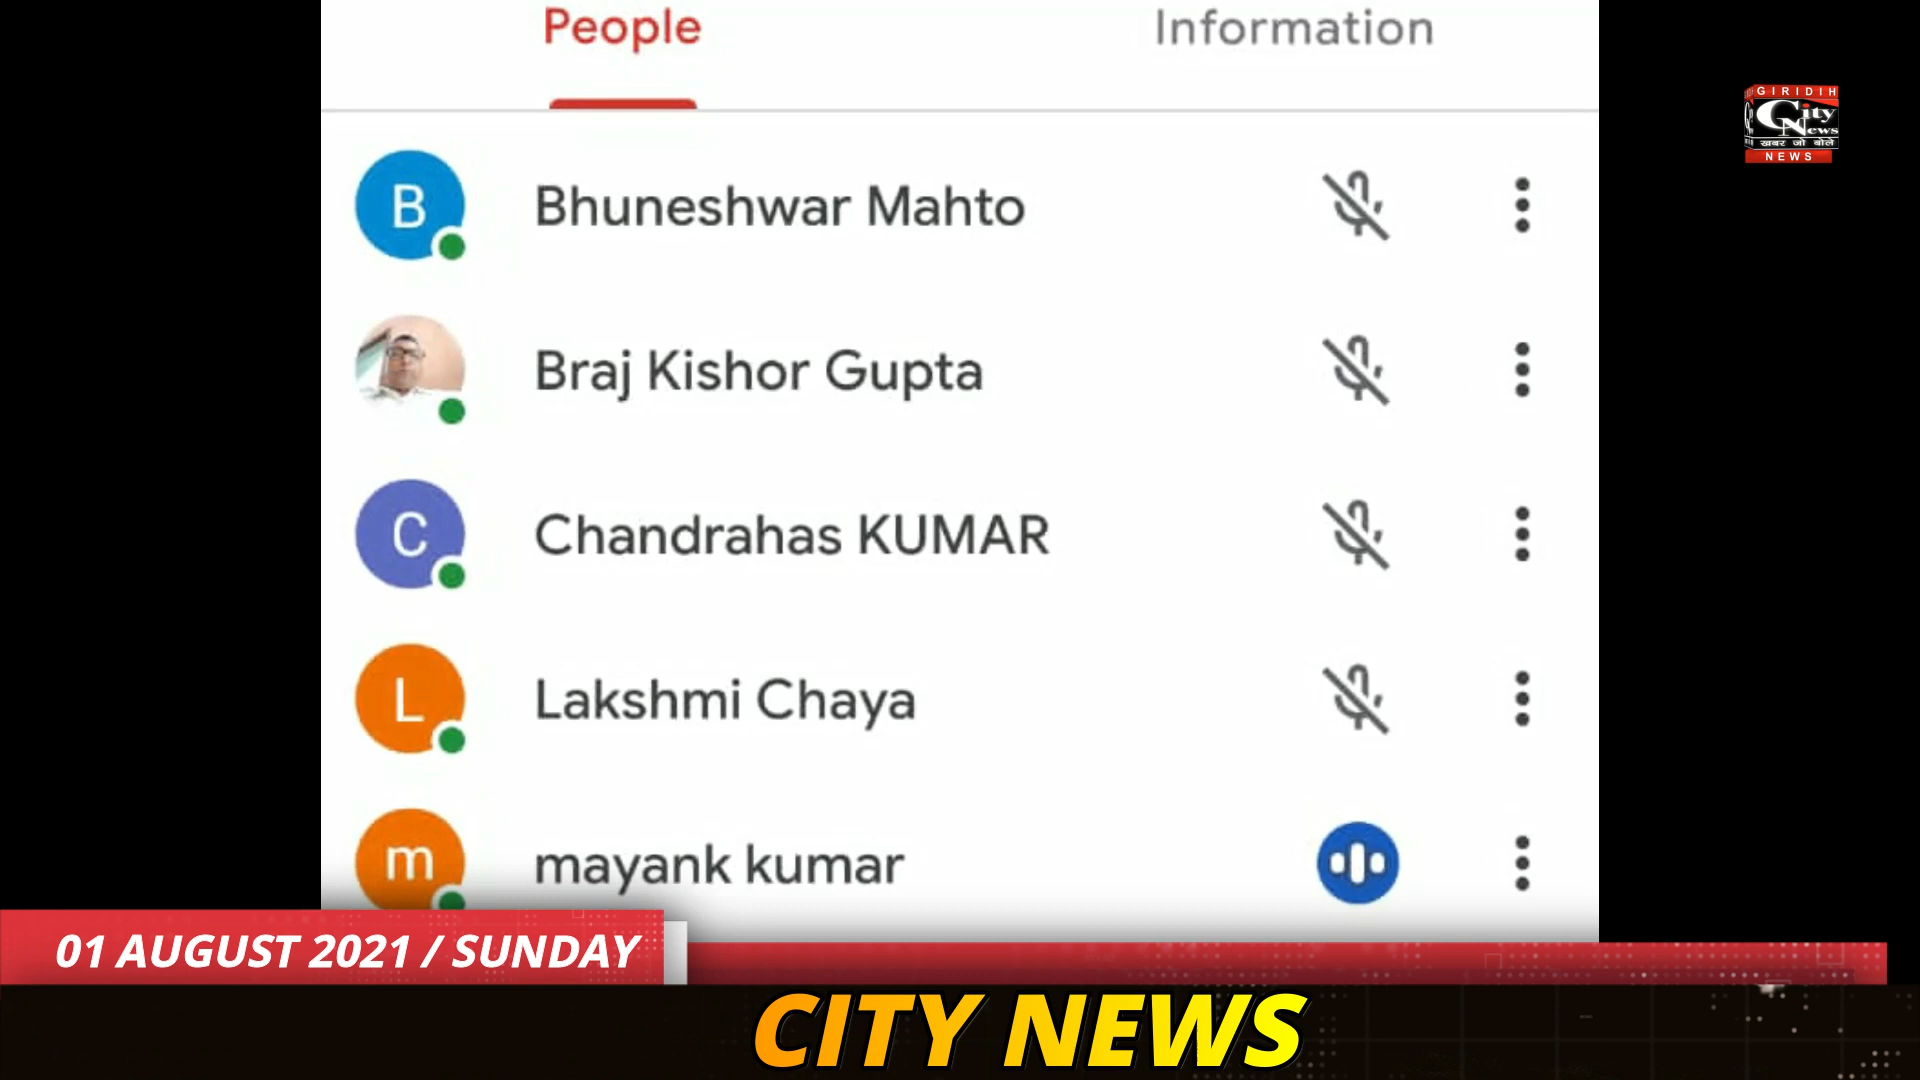 People
Information
GIRIDIH
City
News
खबर जो बोले
NEWS
B
Bhuneshwar Mahto
Braj Kishor Gupta
C
Chandrahas KUMAR
L
Lakshmi Chaya
m
mayank kumar
01 AUGUST 2021 / SUNDAY
CITY NEWS